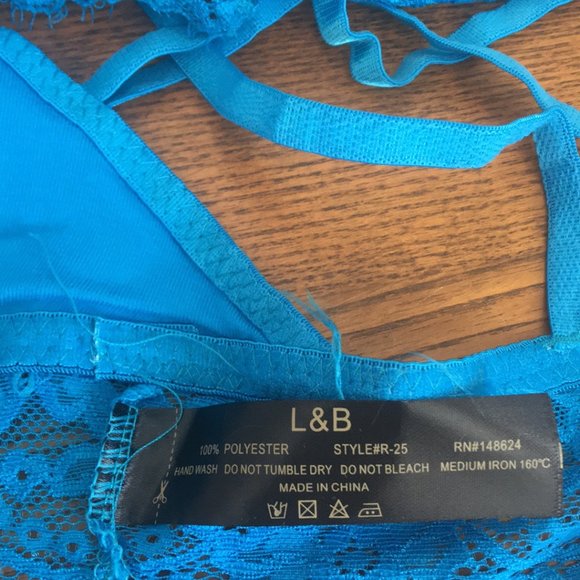 L&B
100% POLYESTER STYLE#R-25 RN#148624
HAND WASH DO NOT TUMBLE DRY DO NOT BLEACH MEDIUM IRON 160℃
MADE IN CHINA